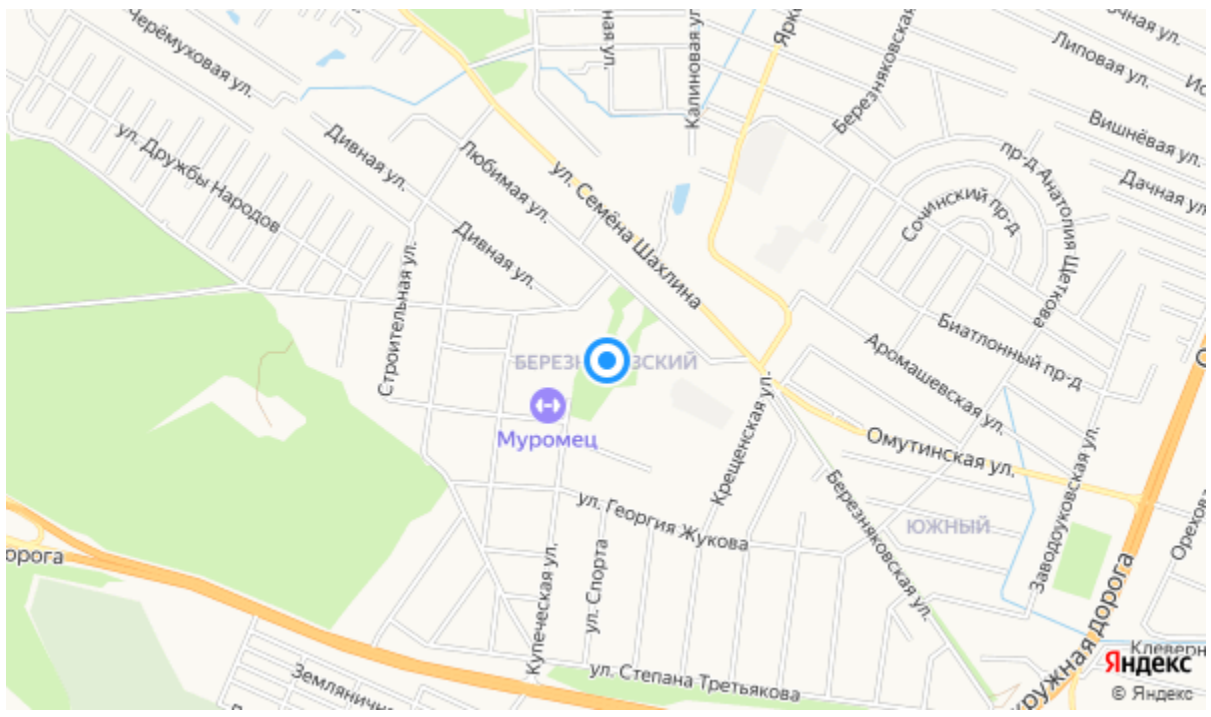 Черёмуховая ул.
Калиновая ул.
Березняковская
Липовая ул.
Вишнёвая ул.
Дачная ул.
ул. Дружбы Народов
Дивная ул.
Любимая ул.
ул. Семёна Шахлина
пр-д Анатолия Щеткова
Сочинский пр-д
Дивная ул.
Строительная ул.
Биатлонный пр-д
Аромашевская ул.
Муромец
Крещенская ул.
Омутинская ул.
Березняковская ул.
ЮЖНЫЙ
Заводоуковская ул.
ул. Георгия Жукова
Купеческая ул.
ул. Спорта
ул. Степана Третьякова
Яндекс
© Яндекс